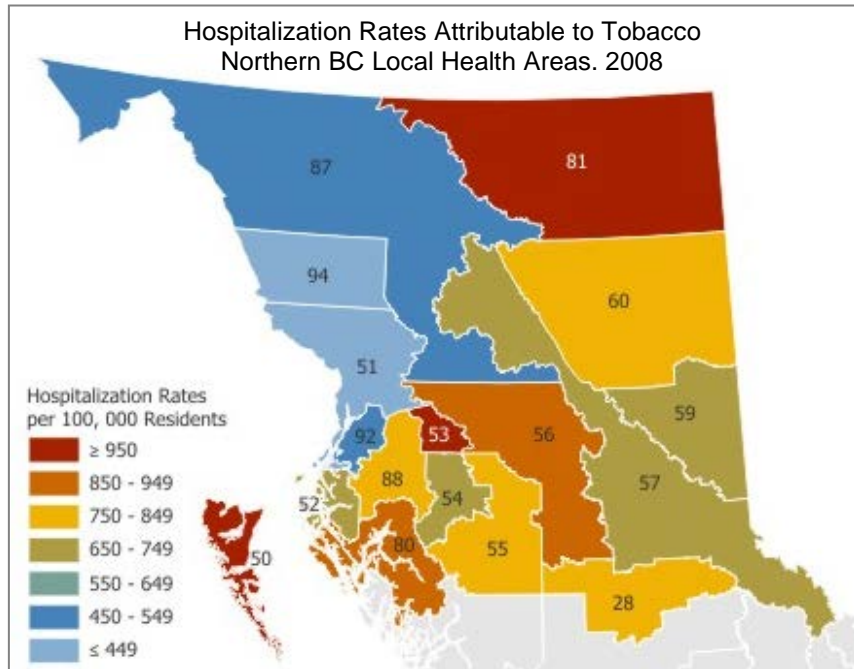 Hospitalization Rates Attributable to Tobacco
Northern BC Local Health Areas. 2008
87
81
94
60
51
59
92
53
56
57
88
52
54
50
80
55
28
Hospitalization Rates
per 100, 000 Residents
≥ 950
850 - 949
750 - 849
650 - 749
550 - 649
450 - 549
≤ 449